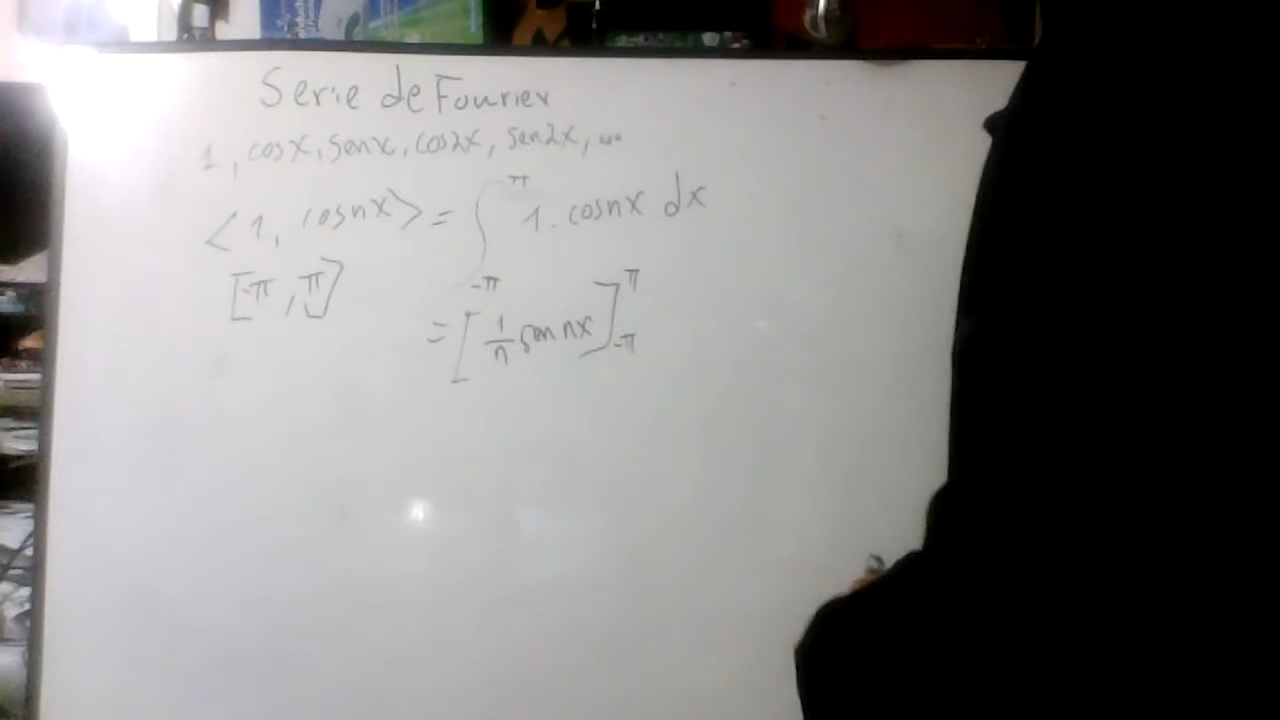 Serie de Fourier
1, cosx, senx, cos2x, sen2x, ...
<1, cosnx> = ∫_{-π}^{π} 1. cosnx dx
[-π, π]
= [1/n sen nx]_{-π}^{π}